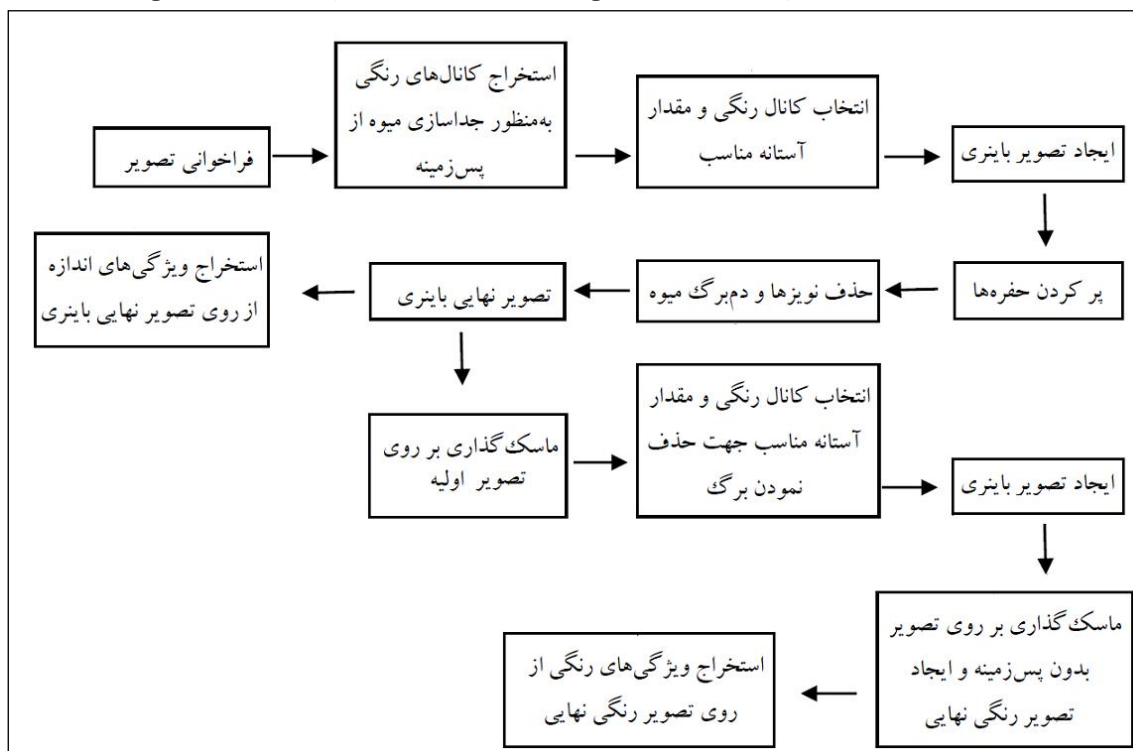 فراخوانی تصویر
استخراج کانال‌های رنگی
به‌منظور جداسازی میوه از
پس‌زمینه
انتخاب کانال رنگی و مقدار
آستانه مناسب
ایجاد تصویر باینری
پر کردن حفره‌ها
حذف نویزها و دم‌برگ میوه
تصویر نهایی باینری
استخراج ویژگی‌های اندازه
از روی تصویر نهایی باینری
ماسک‌گذاری بر روی
تصویر اولیه
انتخاب کانال رنگی و مقدار
آستانه مناسب جهت حذف
نمودن برگ
ایجاد تصویر باینری
ماسک‌گذاری بر روی تصویر
بدون پس‌زمینه و ایجاد
تصویر رنگی نهایی
استخراج ویژگی‌های رنگی از
روی تصویر رنگی نهایی